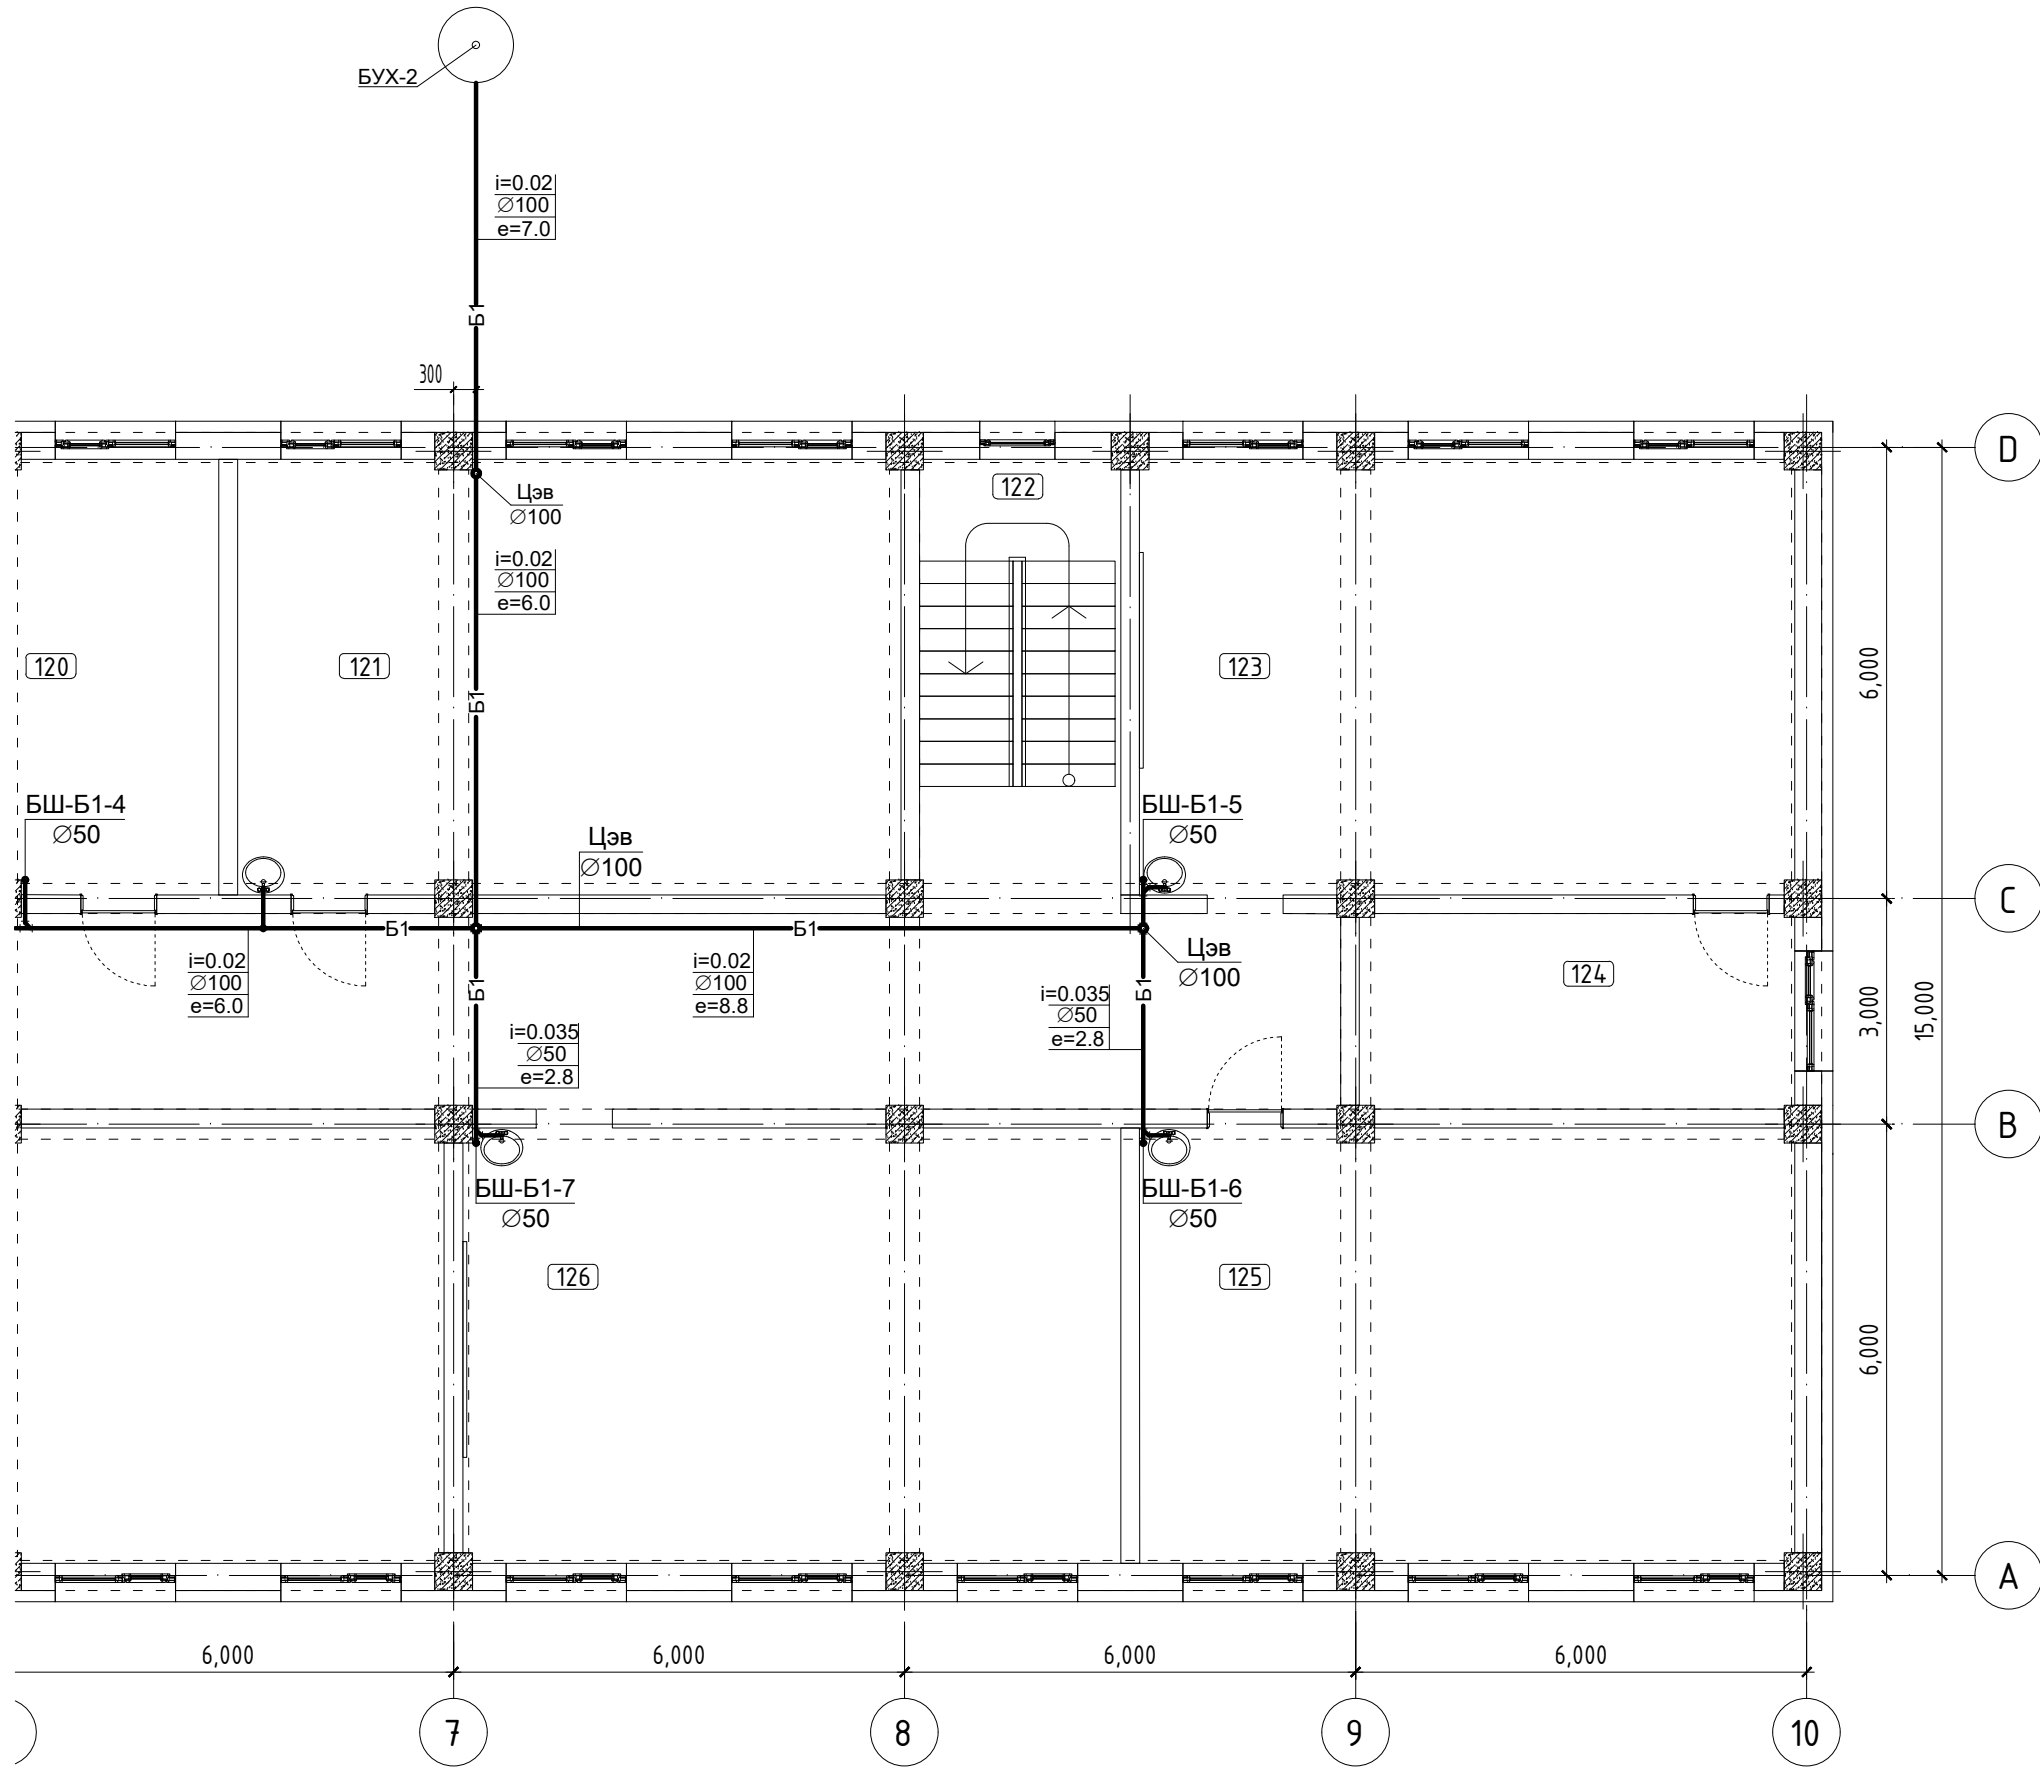 БУХ-2
i=0.02
∅100
e=7.0
Б1
300
D
122
Цэв
∅100
i=0.02
∅100
e=6.0
120
121
123
6,000
Б1
БШ-Б1-4
∅50
БШ-Б1-5
∅50
Цэв
∅100
C
Б1
Б1
Цэв
∅100
i=0.02
∅100
e=6.0
i=0.02
∅100
e=8.8
Б1
Б1
i=0.035
∅50
e=2.8
124
3,000
15,000
i=0.035
∅50
e=2.8
B
БШ-Б1-7
∅50
БШ-Б1-6
∅50
126
125
6,000
A
6,000
6,000
6,000
6,000
7
8
9
10